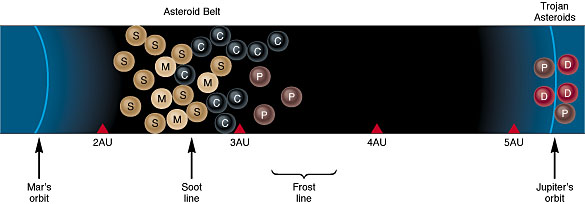 Asteroid Belt
Trojan
Asteroids
S
S
S
C
C
C
C
C
S
M
S
C
M
P
P
D
S
M
S
C
C
P
D
D
S
S
M
S
C
P
P
2AU
3AU
4AU
5AU
Mar's
orbit
Soot
line
Frost
line
Jupiter's
orbit